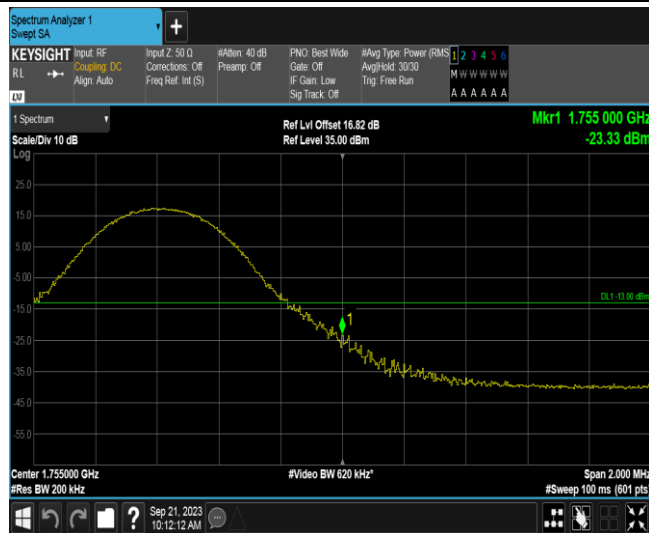 Spectrum Analyzer 1
Swept SA
+
KEYSIGHT
RL
Input: RF
Coupling: DC
Align: Auto
Input Z: 50 Ω
Corrections: Off
Freq Ref: Int (S)
#Atten: 40 dB
Preamp: Off
PNO: Best Wide
Gate: Off
IF Gain: Low
Sig Track: Off
#Avg Type: Power (RMS
Avg|Hold: 30/30
Trig: Free Run
1 2 3 4 5 6
M W W W W W
A A A A A A
1 Spectrum
Scale/Div 10 dB
Log
Ref Lvl Offset 16.82 dB
Ref Level 35.00 dBm
Mkr1 1.755 000 GHz
-23.33 dBm
25.0
15.0
5.00
-5.00
-15.0
-25.0
-35.0
-45.0
-55.0
DL1 -13.00 dBm
1
Center 1.755000 GHz
#Res BW 200 kHz
#Video BW 620 kHz*
Span 2.000 MHz
#Sweep 100 ms (601 pts)
?
Sep 21, 2023
10:12:12 AM